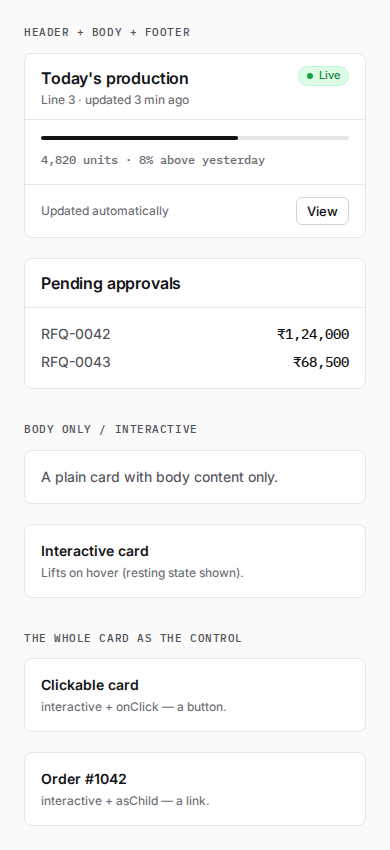 HEADER + BODY + FOOTER
Today's production
Live
Line 3 · updated 3 min ago
4,820 units · 8% above yesterday
Updated automatically
View
Pending approvals
RFQ-0042 ₹1,24,000
RFQ-0043 ₹68,500
BODY ONLY / INTERACTIVE
A plain card with body content only.
Interactive card
Lifts on hover (resting state shown).
THE WHOLE CARD AS THE CONTROL
Clickable card
interactive + onClick — a button.
Order #1042
interactive + asChild — a link.